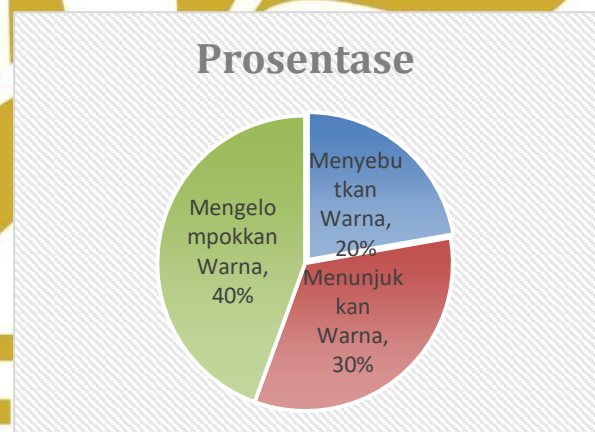 Prosentase
Menyebu
tkan
Warna,
20%
Menunjuk
kan
Warna,
30%
Mengelo
mpokkan
Warna,
40%